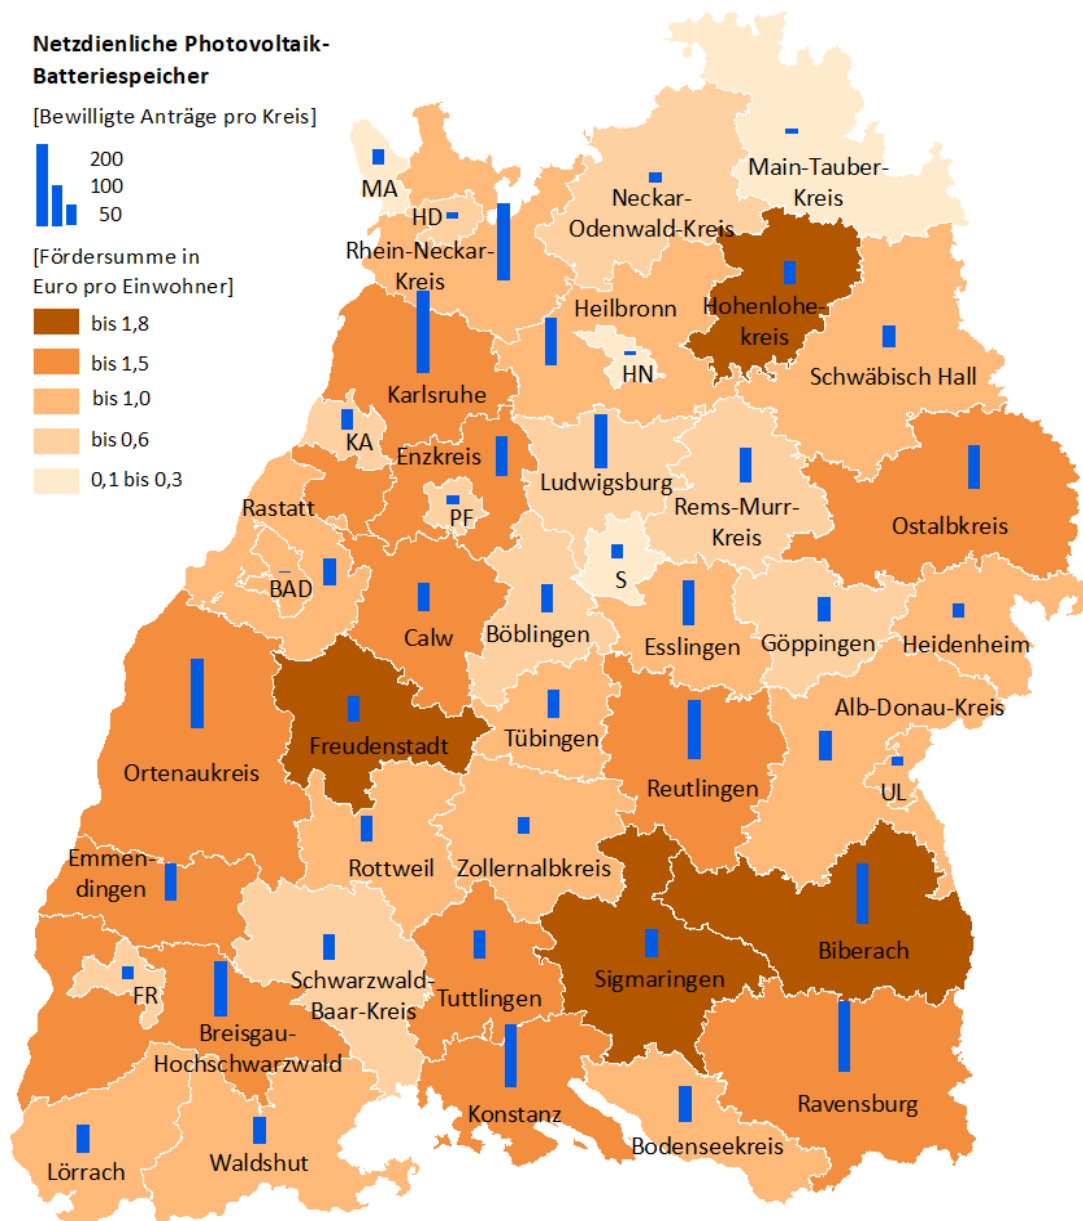 Netzdienliche Photovoltaik-
Batteriespeicher
[Bewilligte Anträge pro Kreis]
200
100
50
[Fördersumme in
Euro pro Einwohner]
bis 1,8
bis 1,5
bis 1,0
bis 0,6
0,1 bis 0,3
Main-Tauber-
Kreis
MA
Neckar-
Odenwald-Kreis
HD
Rhein-Neckar-
Kreis
Heilbronn
Hohenlohe-
kreis
HN
Schwäbisch Hall
Karlsruhe
KA
Enzkreis
Ludwigsburg
Rems-Murr-
Kreis
Rastatt
PF
Ostalbkreis
BAD
S
Calw
Böblingen
Esslingen
Göppingen
Heidenheim
Alb-Donau-Kreis
Freudenstadt
Tübingen
Ortenaukreis
Reutlingen
UL
Emmen-
dingen
Rottweil
Zollernalbkreis
Biberach
Schwarzwald-
Baar-Kreis
Sigmaringen
FR
Tuttlingen
Breisgau-
Hochschwarzwald
Konstanz
Ravensburg
Bodenseekreis
Lörrach
Waldshut